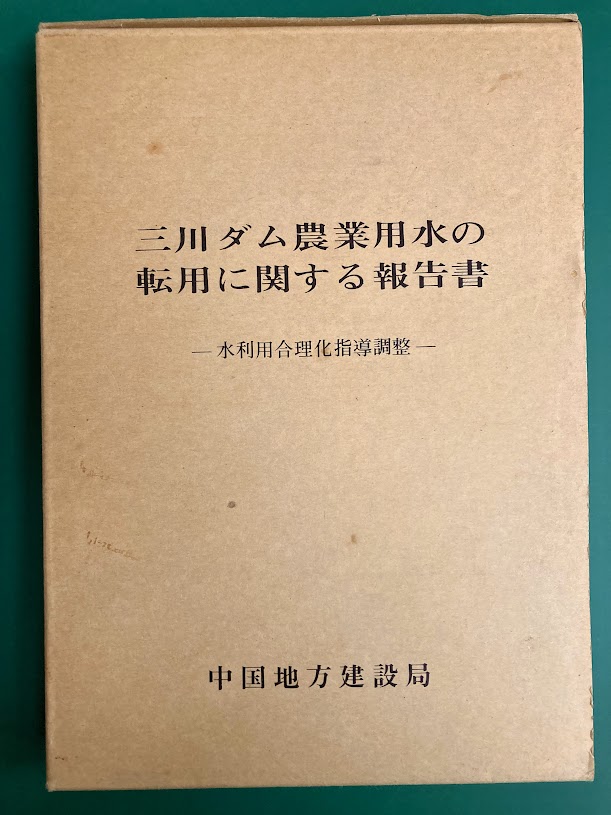 三川ダム農業用水の
転用に関する報告書
―水利用合理化指導調整―
中国地方建設局